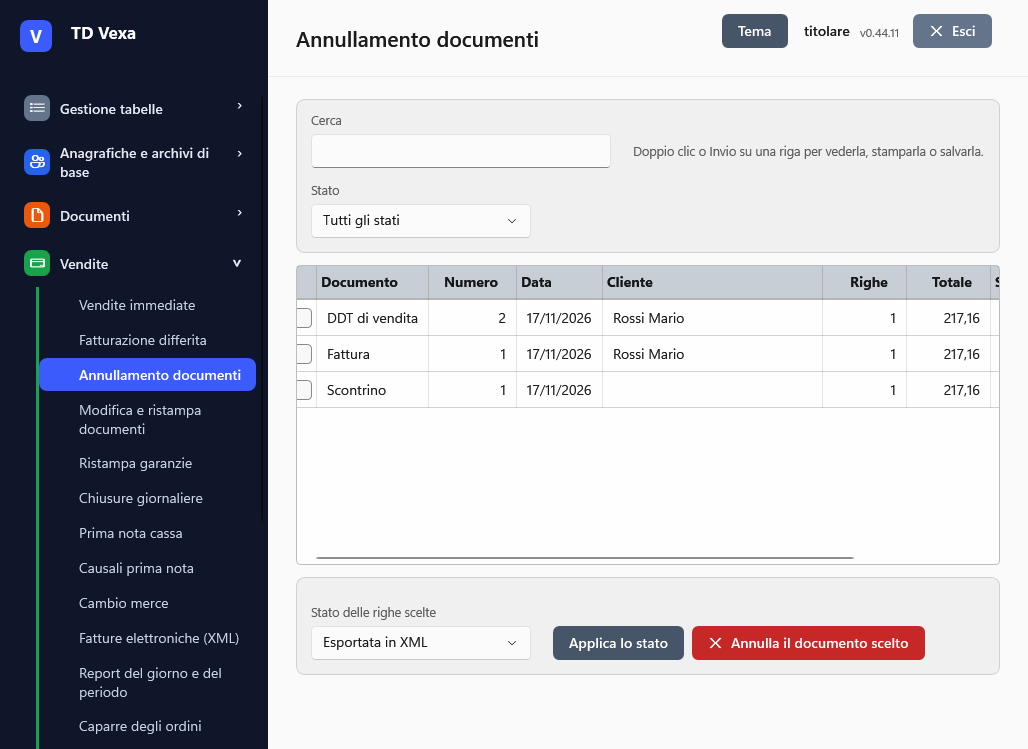 V
TD Vexa
Gestione tabelle
Anagrafiche e archivi di
base
Documenti
Vendite
Vendite immediate
Fatturazione differita
Annullamento documenti
Modifica e ristampa
documenti
Ristampa garanzie
Chiusure giornaliere
Prima nota cassa
Causali prima nota
Cambio merce
Fatture elettroniche (XML)
Report del giorno e del
periodo
Caparre degli ordini
Annullamento documenti
Tema titolare v0.44.11 Esci
Cerca
Doppio clic o Invio su una riga per vederla, stamparla o salvarla.
Stato
Tutti gli stati
Documento Numero Data Cliente Righe Totale
DDT di vendita 2 17/11/2026 Rossi Mario 1 217,16
Fattura 1 17/11/2026 Rossi Mario 1 217,16
Scontrino 1 17/11/2026 1 217,16
Stato delle righe scelte
Esportata in XML Applica lo stato Annulla il documento scelto